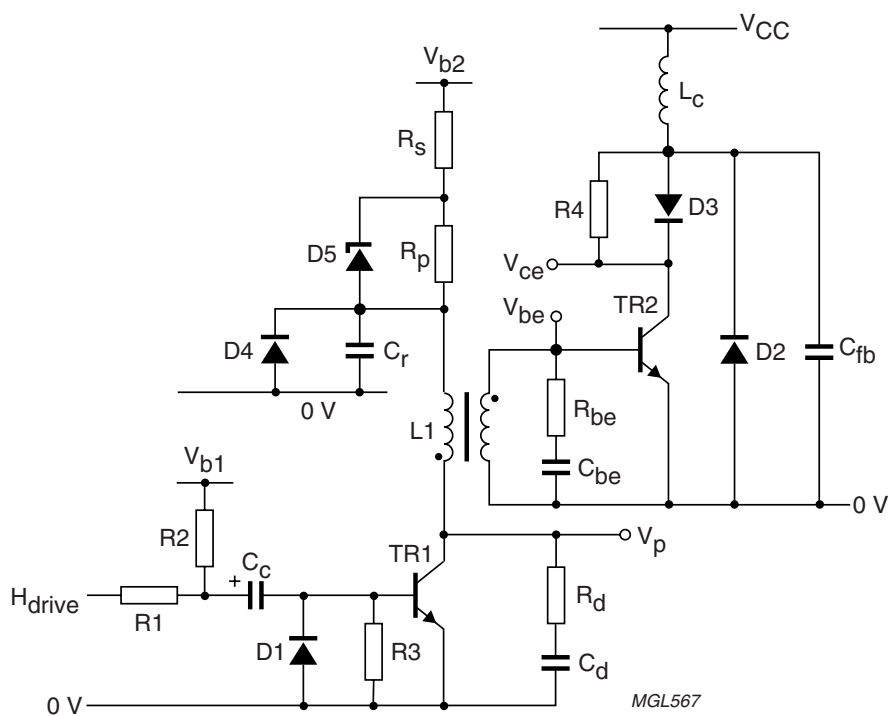 VCC
Vb2
Lc
Rs
R4
D3
D5
Rp
Vce
Vbe
TR2
D4
Cr
D2
Cfb
0 V
L1
Rbe
Cbe
Vb1
0 V
R2
Cc
TR1
Vp
+
Hdrive
R1
Rd
D1
R3
Cd
0 V
MGL567